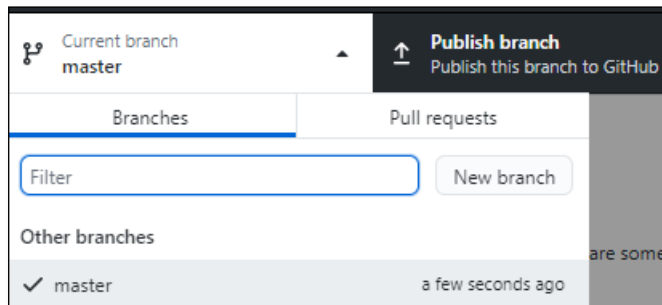 Current branch
master
Publish branch
Publish this branch to GitHub
Branches
Pull requests
Filter
New branch
Other branches
are some
master
a few seconds ago